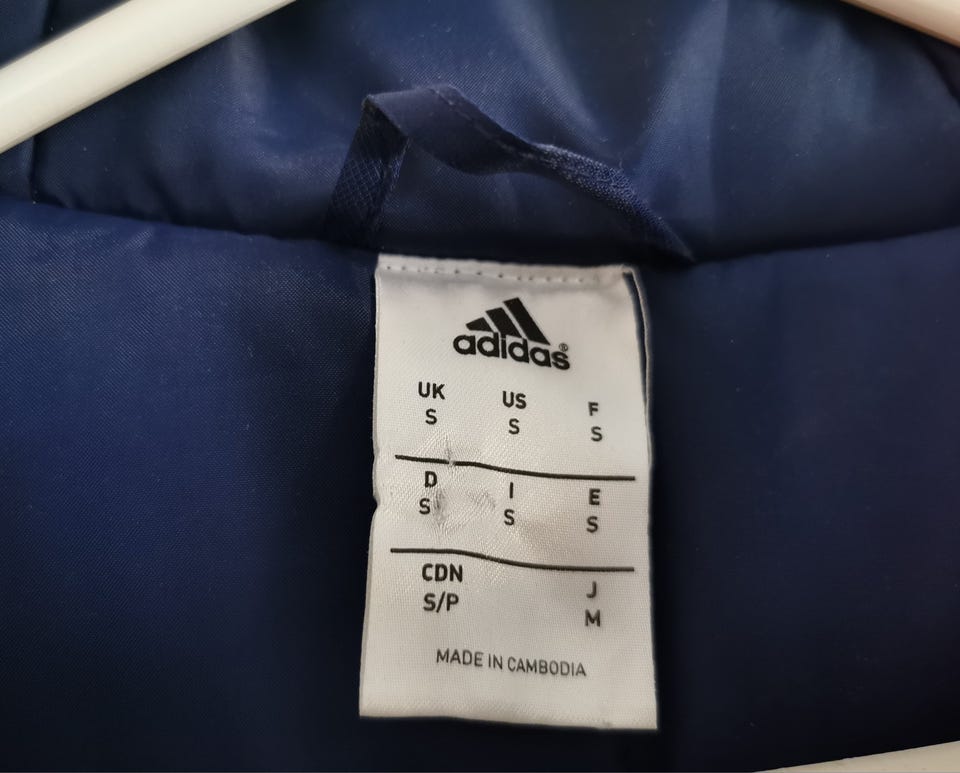 adidas®
UK US F
S S S
D I E
S S S
CDN J
S/P M
MADE IN CAMBODIA